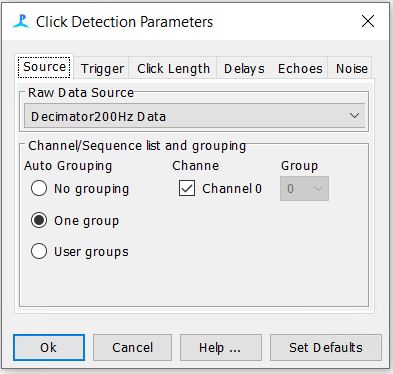 Click Detection Parameters
Source Trigger Click Length Delays Echoes Noise
Raw Data Source
Decimator200Hz Data
Channel/Sequence list and grouping
Auto Grouping Channe Group
No grouping Channel 0 0
One group
User groups
Ok Cancel Help ... Set Defaults